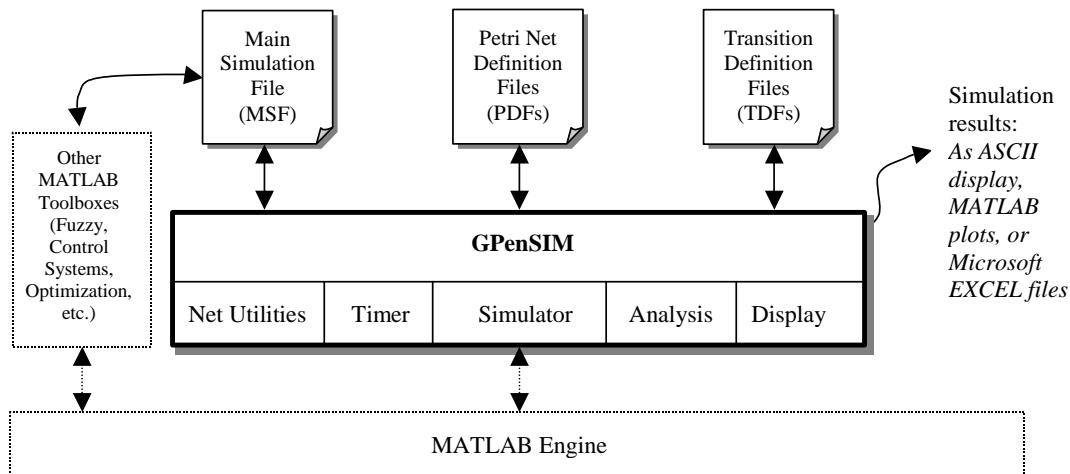 Main
Simulation
File
(MSF)
Petri Net
Definition
Files
(PDFs)
Transition
Definition
Files
(TDFs)
Simulation
results:
As ASCII
display,
MATLAB
plots, or
Microsoft
EXCEL files
Other
MATLAB
Toolboxes
(Fuzzy,
Control
Systems,
Optimization,
etc.)
GPenSIM
Net Utilities
Timer
Simulator
Analysis
Display
MATLAB Engine